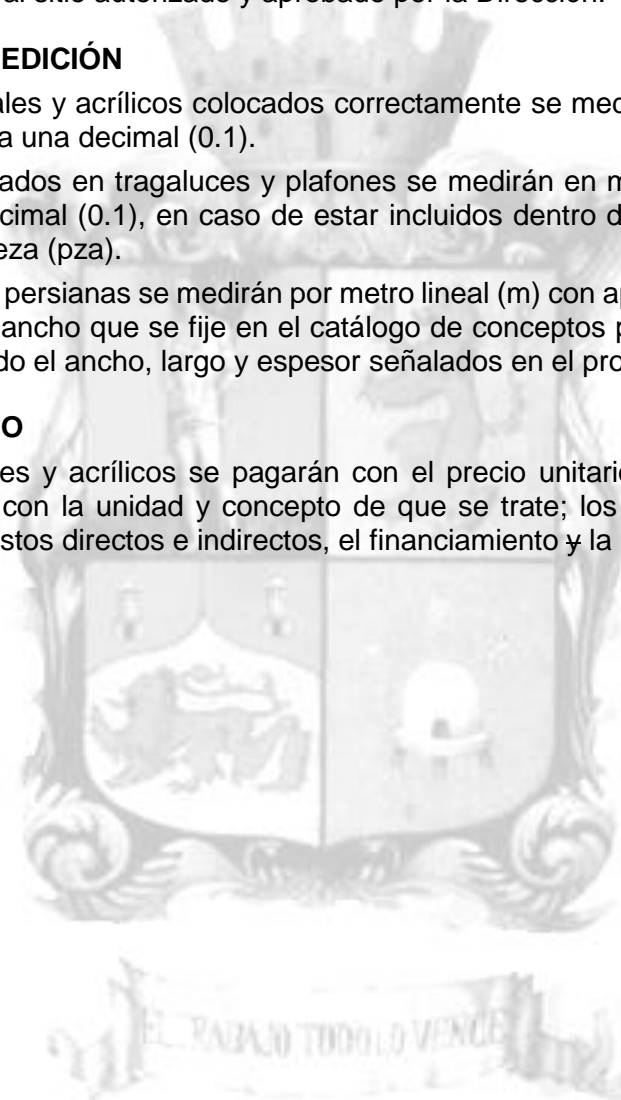 al sitio autorizado y aprobado por la Dirección.
EDICIÓN
ales y acrílicos colocados correctamente se med
a una decimal (0.1).
ados en tragaluces y plafones se medirán en m
cimal (0.1), en caso de estar incluidos dentro d
eza (pza).
persianas se medirán por metro lineal (m) con ap
ancho que se fije en el catálogo de conceptos p
do el ancho, largo y espesor señalados en el pro
O
es y acrílicos se pagarán con el precio unitario
con la unidad y concepto de que se trate; los
stos directos e indirectos, el financiamiento y la
EL RABAJO TODO LO VENCE